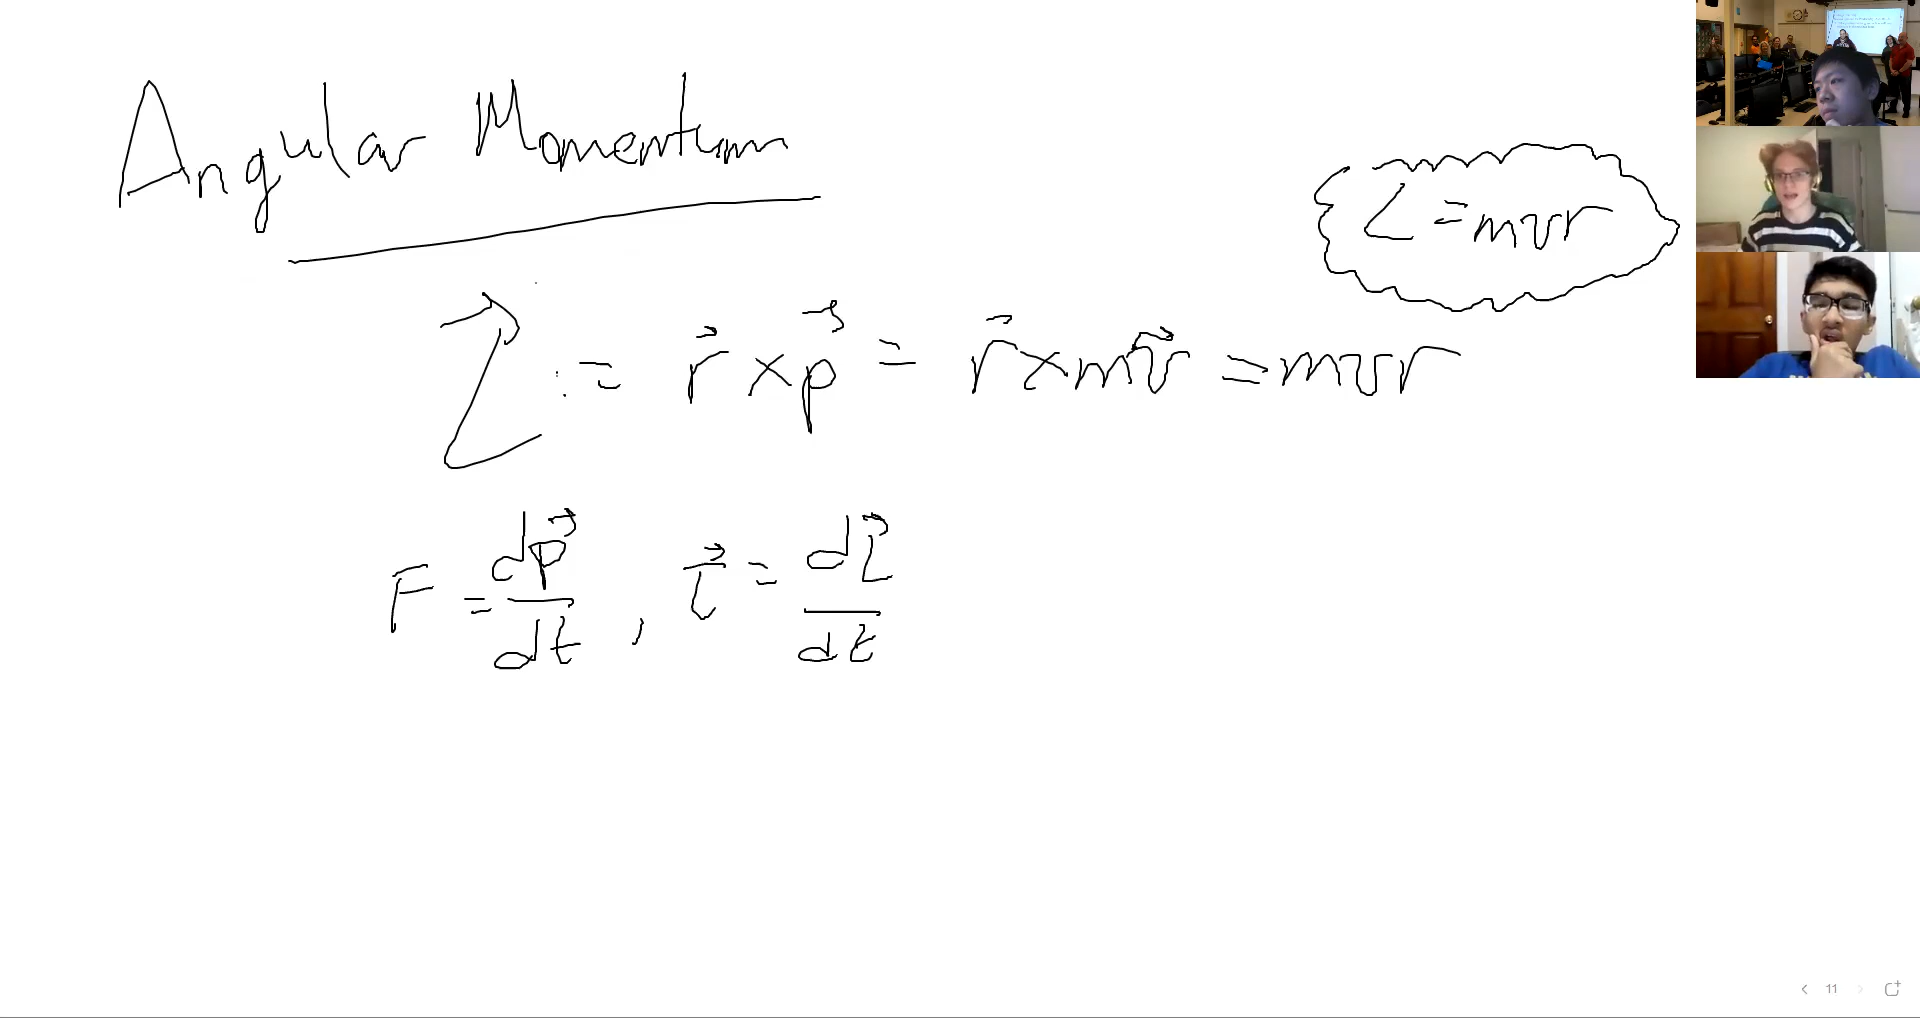 Angular Momentum
L = mvr
L⃗ := r⃗ × p⃗ = r⃗ × mv⃗ = mvr
F = dp⃗/dt , τ⃗ = dL⃗/dt
11